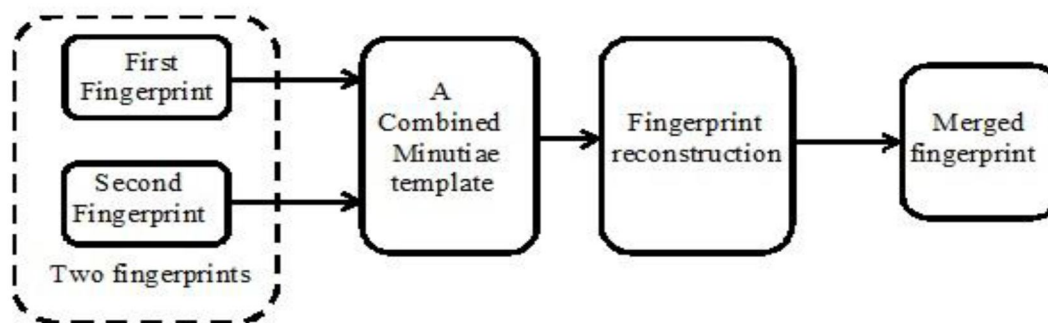 First
Fingerprint
Second
Fingerprint
Two fingerprints
A
Combined
Minutiae
template
Fingerprint
reconstruction
Merged
fingerprint